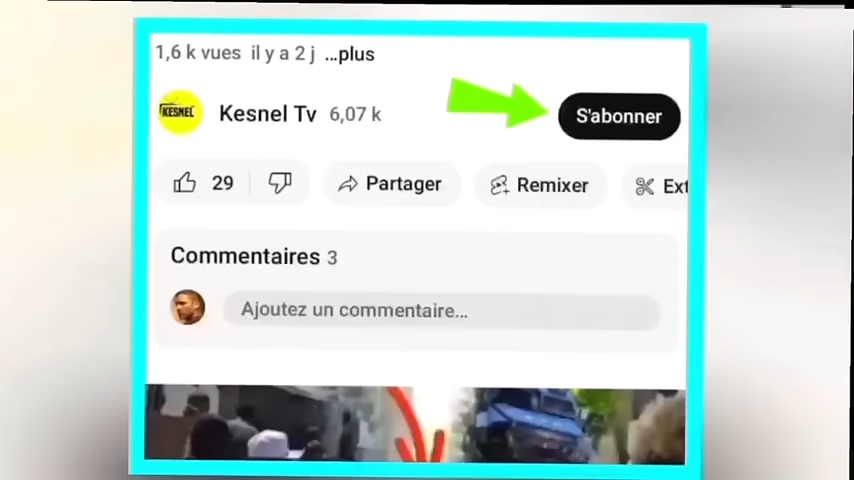 1,6 k vues il y a 2 j ...plus
KESNEL
Kesnel Tv 6,07 k
S'abonner
29
Partager
Remixer
Ext
Commentaires 3
Ajoutez un commentaire...